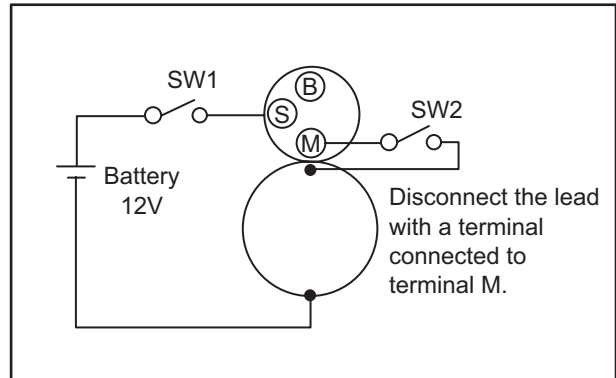 SW1
B
S
SW2
M
Battery
12V
Disconnect the lead
with a terminal
connected to
terminal M.